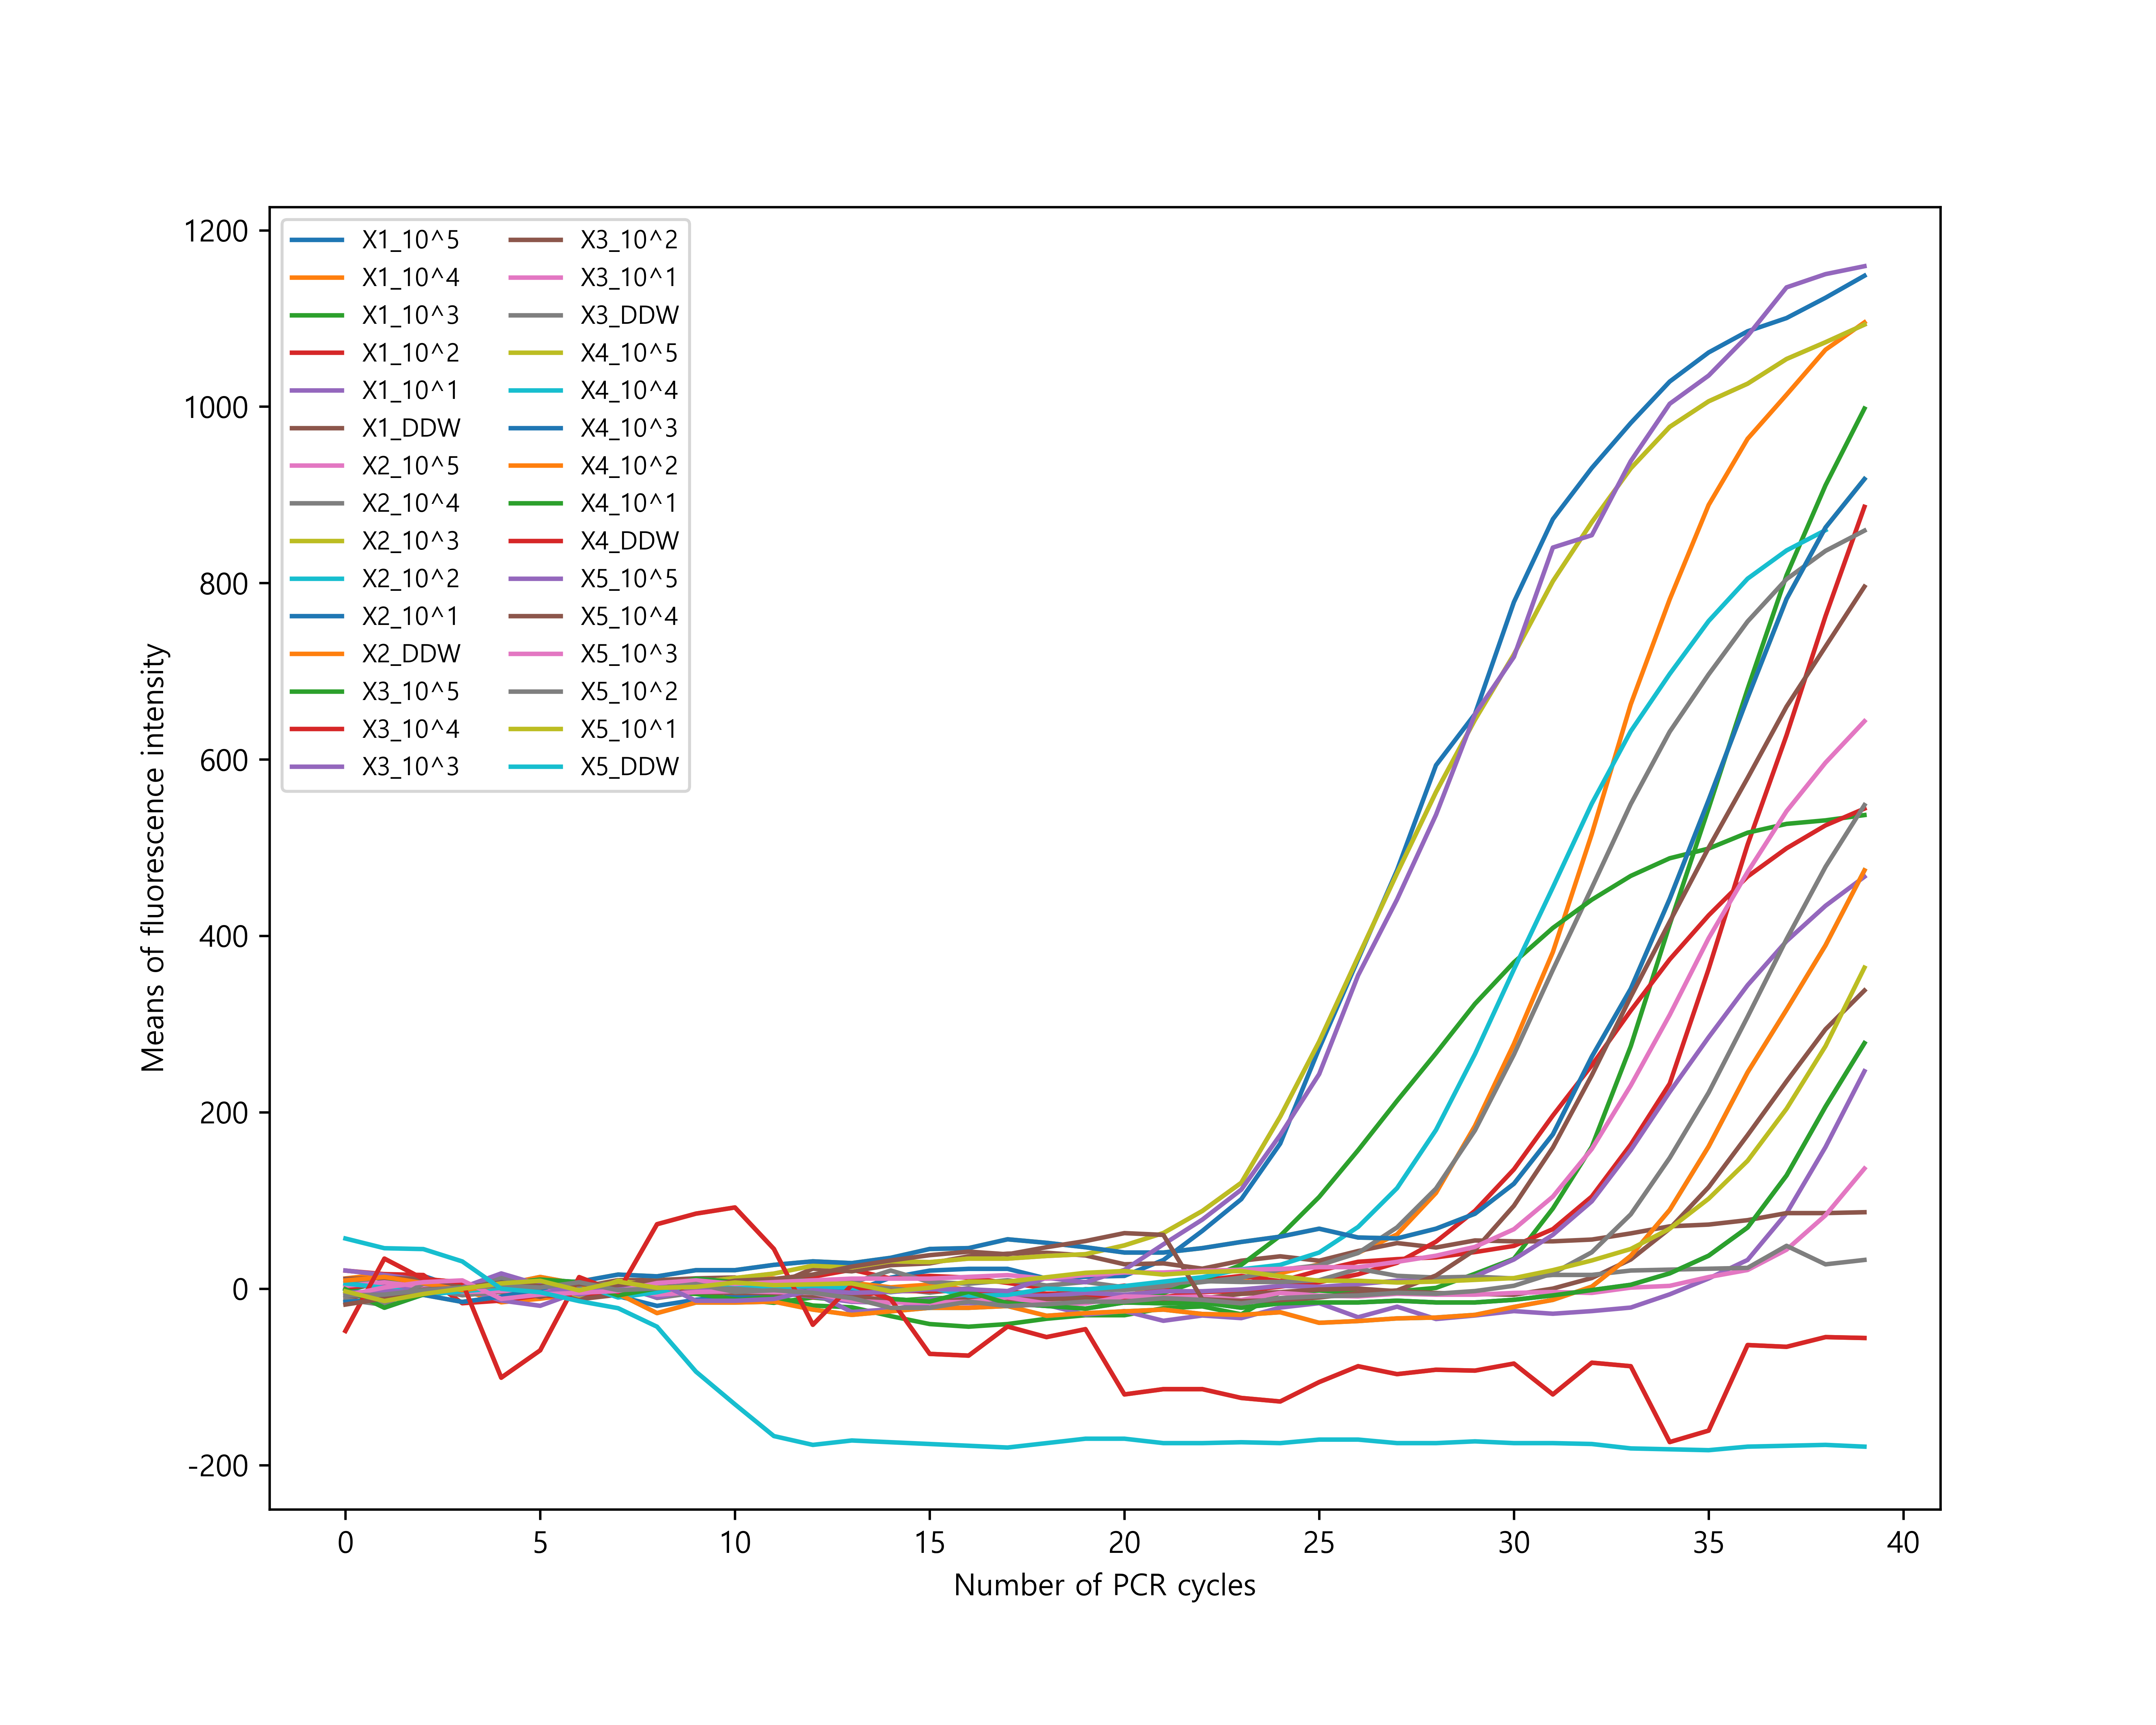 1200
1000
800
600
400
200
0
-200
Means of fluorescence intensity
X1_10^5
X1_10^4
X1_10^3
X1_10^2
X1_10^1
X1_DDW
X2_10^5
X2_10^4
X2_10^3
X2_10^2
X2_10^1
X2_DDW
X3_10^5
X3_10^4
X3_10^3
X3_10^2
X3_10^1
X3_DDW
X4_10^5
X4_10^4
X4_10^3
X4_10^2
X4_10^1
X4_DDW
X5_10^5
X5_10^4
X5_10^3
X5_10^2
X5_10^1
X5_DDW
0 5 10 15 20 25 30 35 40
Number of PCR cycles